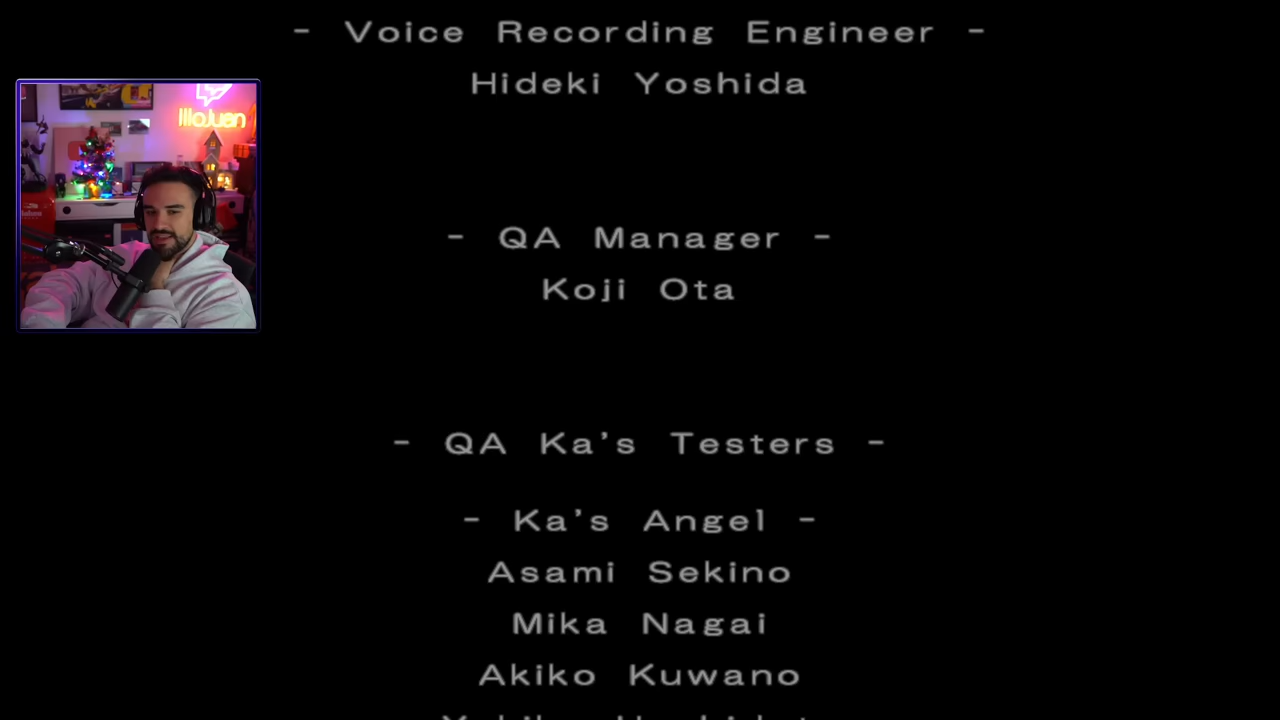 - Voice Recording Engineer -
Hideki Yoshida
IlloJuan
- QA Manager -
Koji Ota
- QA Ka's Testers -
- Ka's Angel -
Asami Sekino
Mika Nagai
Akiko Kuwano